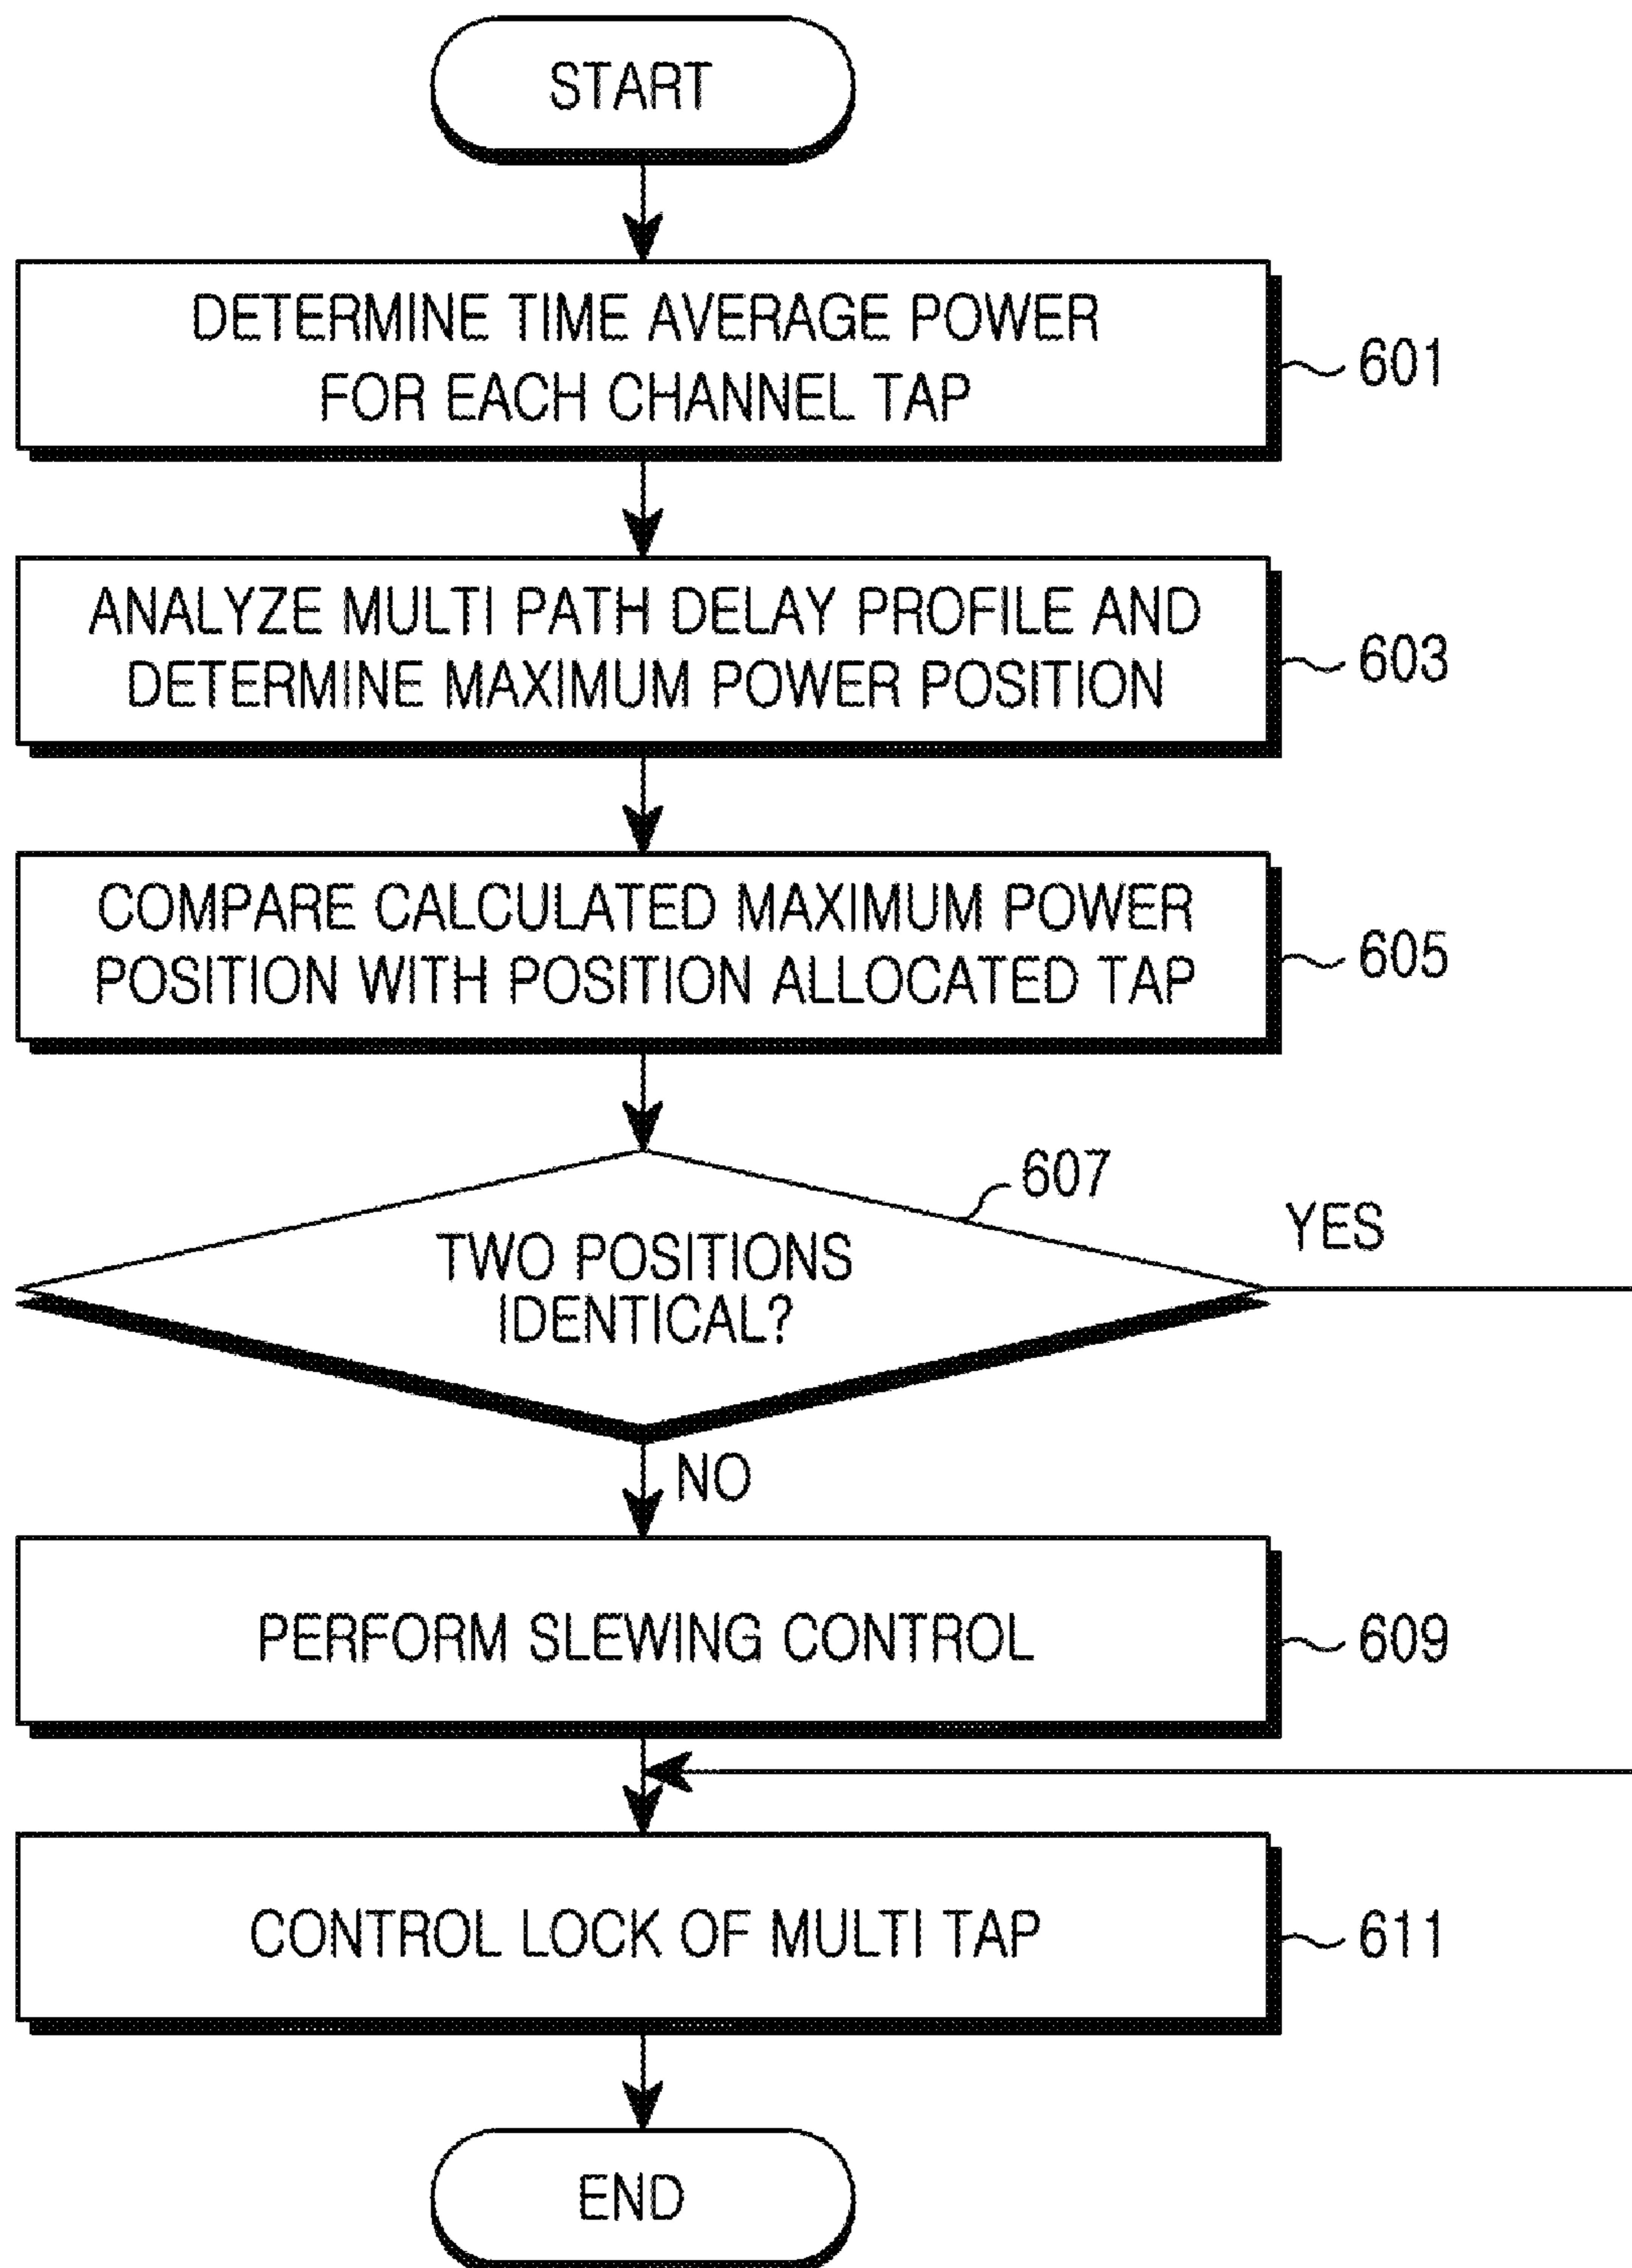 START
DETERMINE TIME AVERAGE POWER
FOR EACH CHANNEL TAP
601
ANALYZE MULTI PATH DELAY PROFILE AND
DETERMINE MAXIMUM POWER POSITION
603
COMPARE CALCULATED MAXIMUM POWER
POSITION WITH POSITION ALLOCATED TAP
605
607
YES
TWO POSITIONS
IDENTICAL?
NO
PERFORM SLEWING CONTROL
609
CONTROL LOCK OF MULTI TAP
611
END